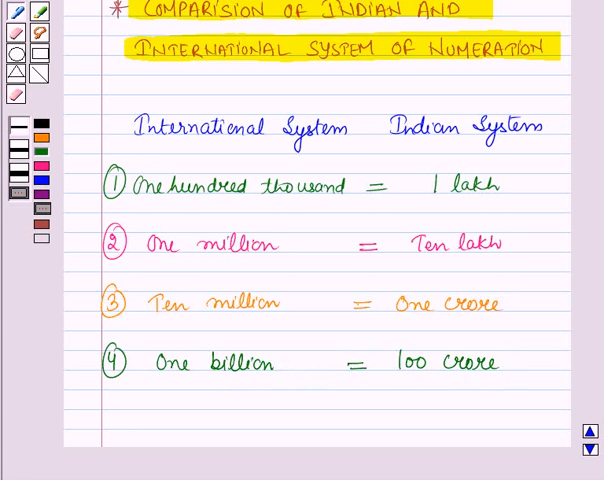 * COMPARISION OF INDIAN AND
INTERNATIONAL SYSTEM OF NUMERATION
International System Indian System
① One hundred thousand = 1 lakh
② One million = Ten lakh
③ Ten million = One crore
④ One billion = 100 crore